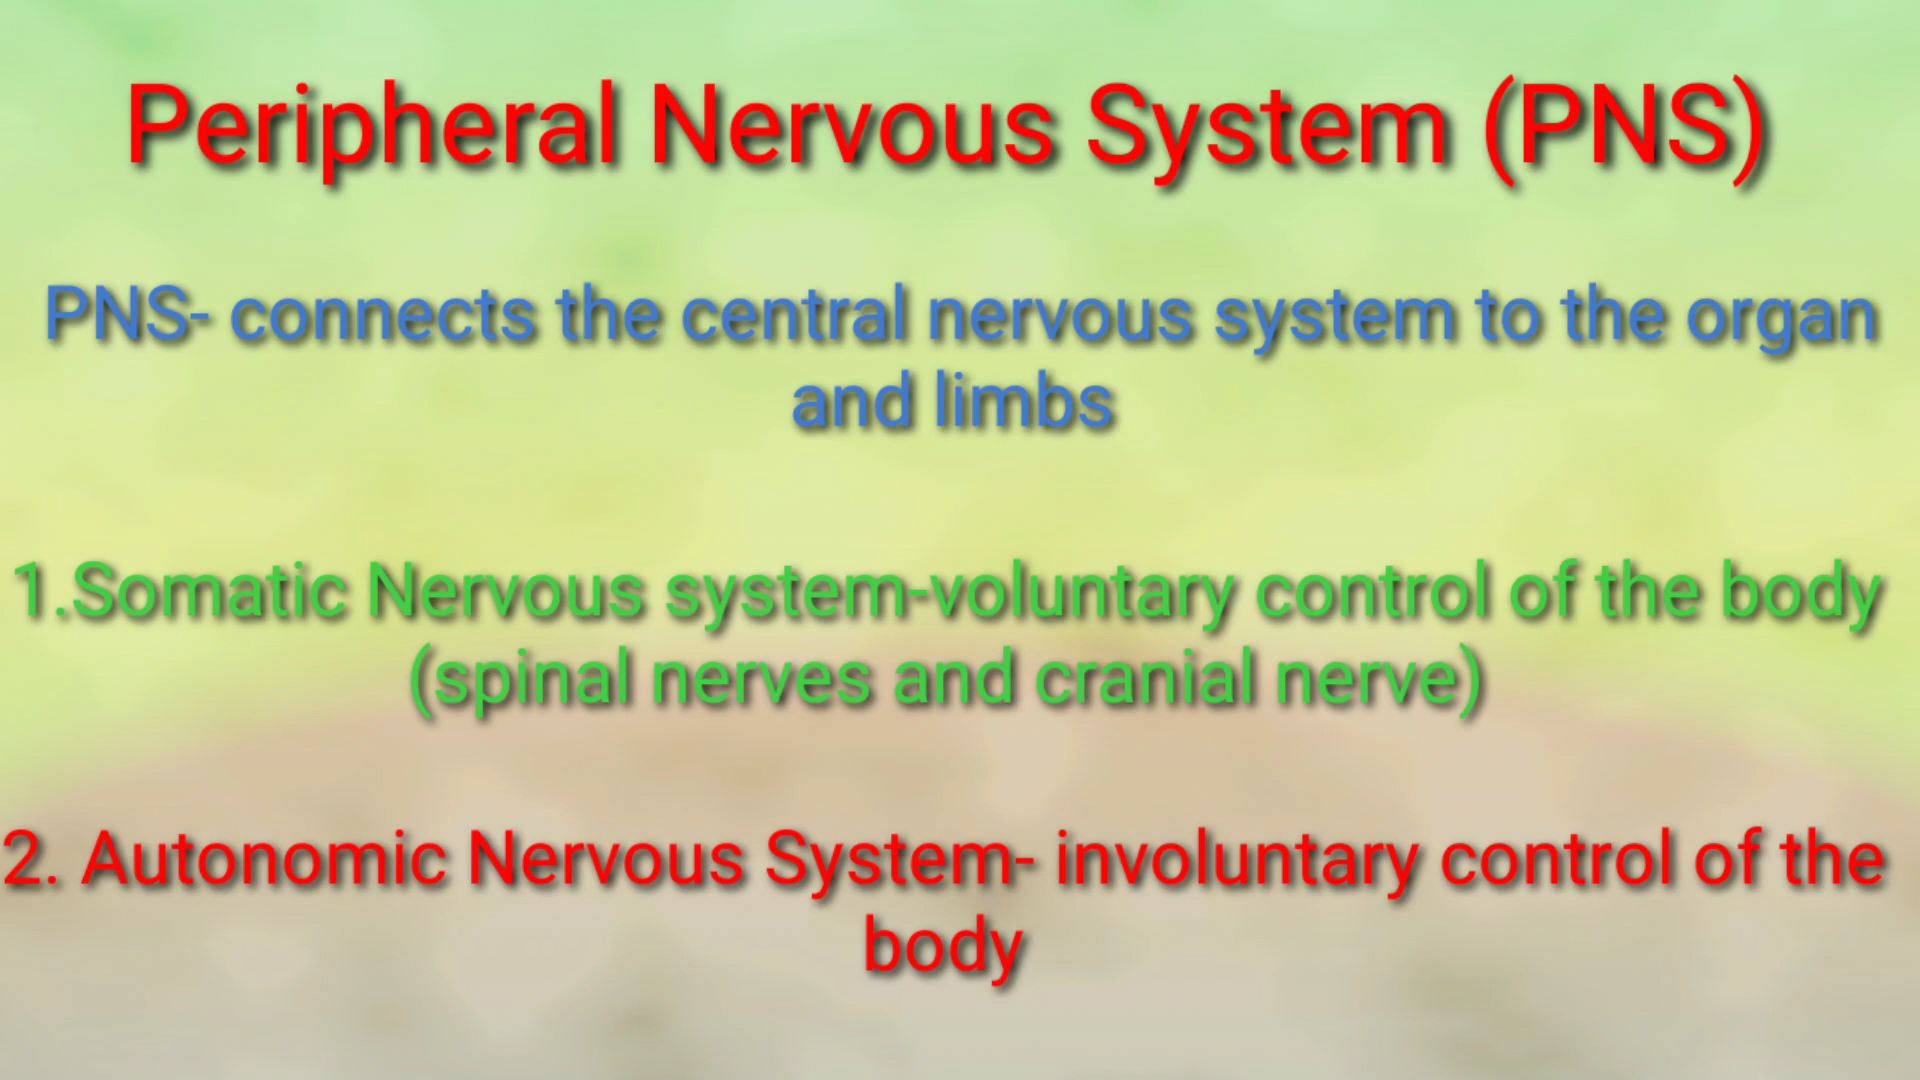 Peripheral Nervous System (PNS)
PNS- connects the central nervous system to the organ
and limbs
1.Somatic Nervous system-voluntary control of the body
(spinal nerves and cranial nerve)
2. Autonomic Nervous System- involuntary control of the
body